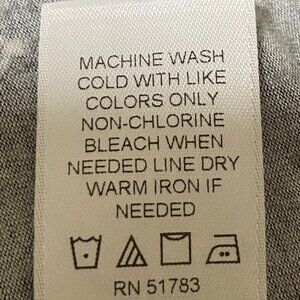 MACHINE WASH
COLD WITH LIKE
COLORS ONLY
NON-CHLORINE
BLEACH WHEN
NEEDED LINE DRY
WARM IRON IF
NEEDED
RN 51783